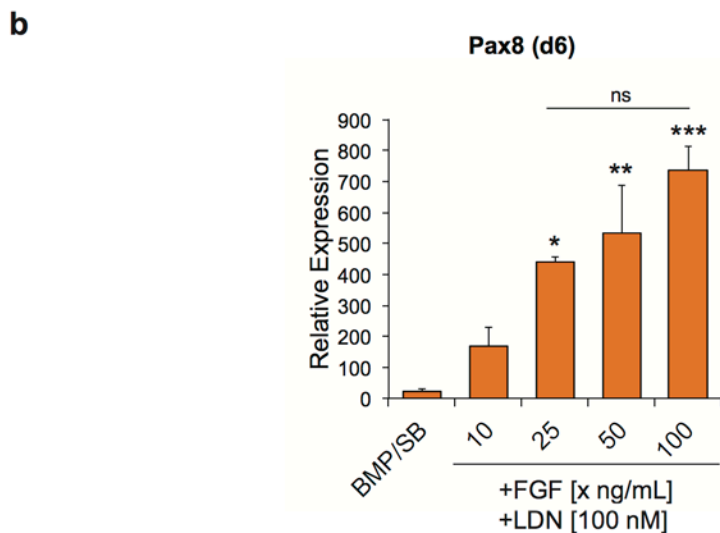 b
Pax8 (d6)
ns
***
**
*
900
800
700
600
500
400
300
200
100
0
Relative Expression
BMP/SB
10
25
50
100
+FGF [x ng/mL]
+LDN [100 nM]